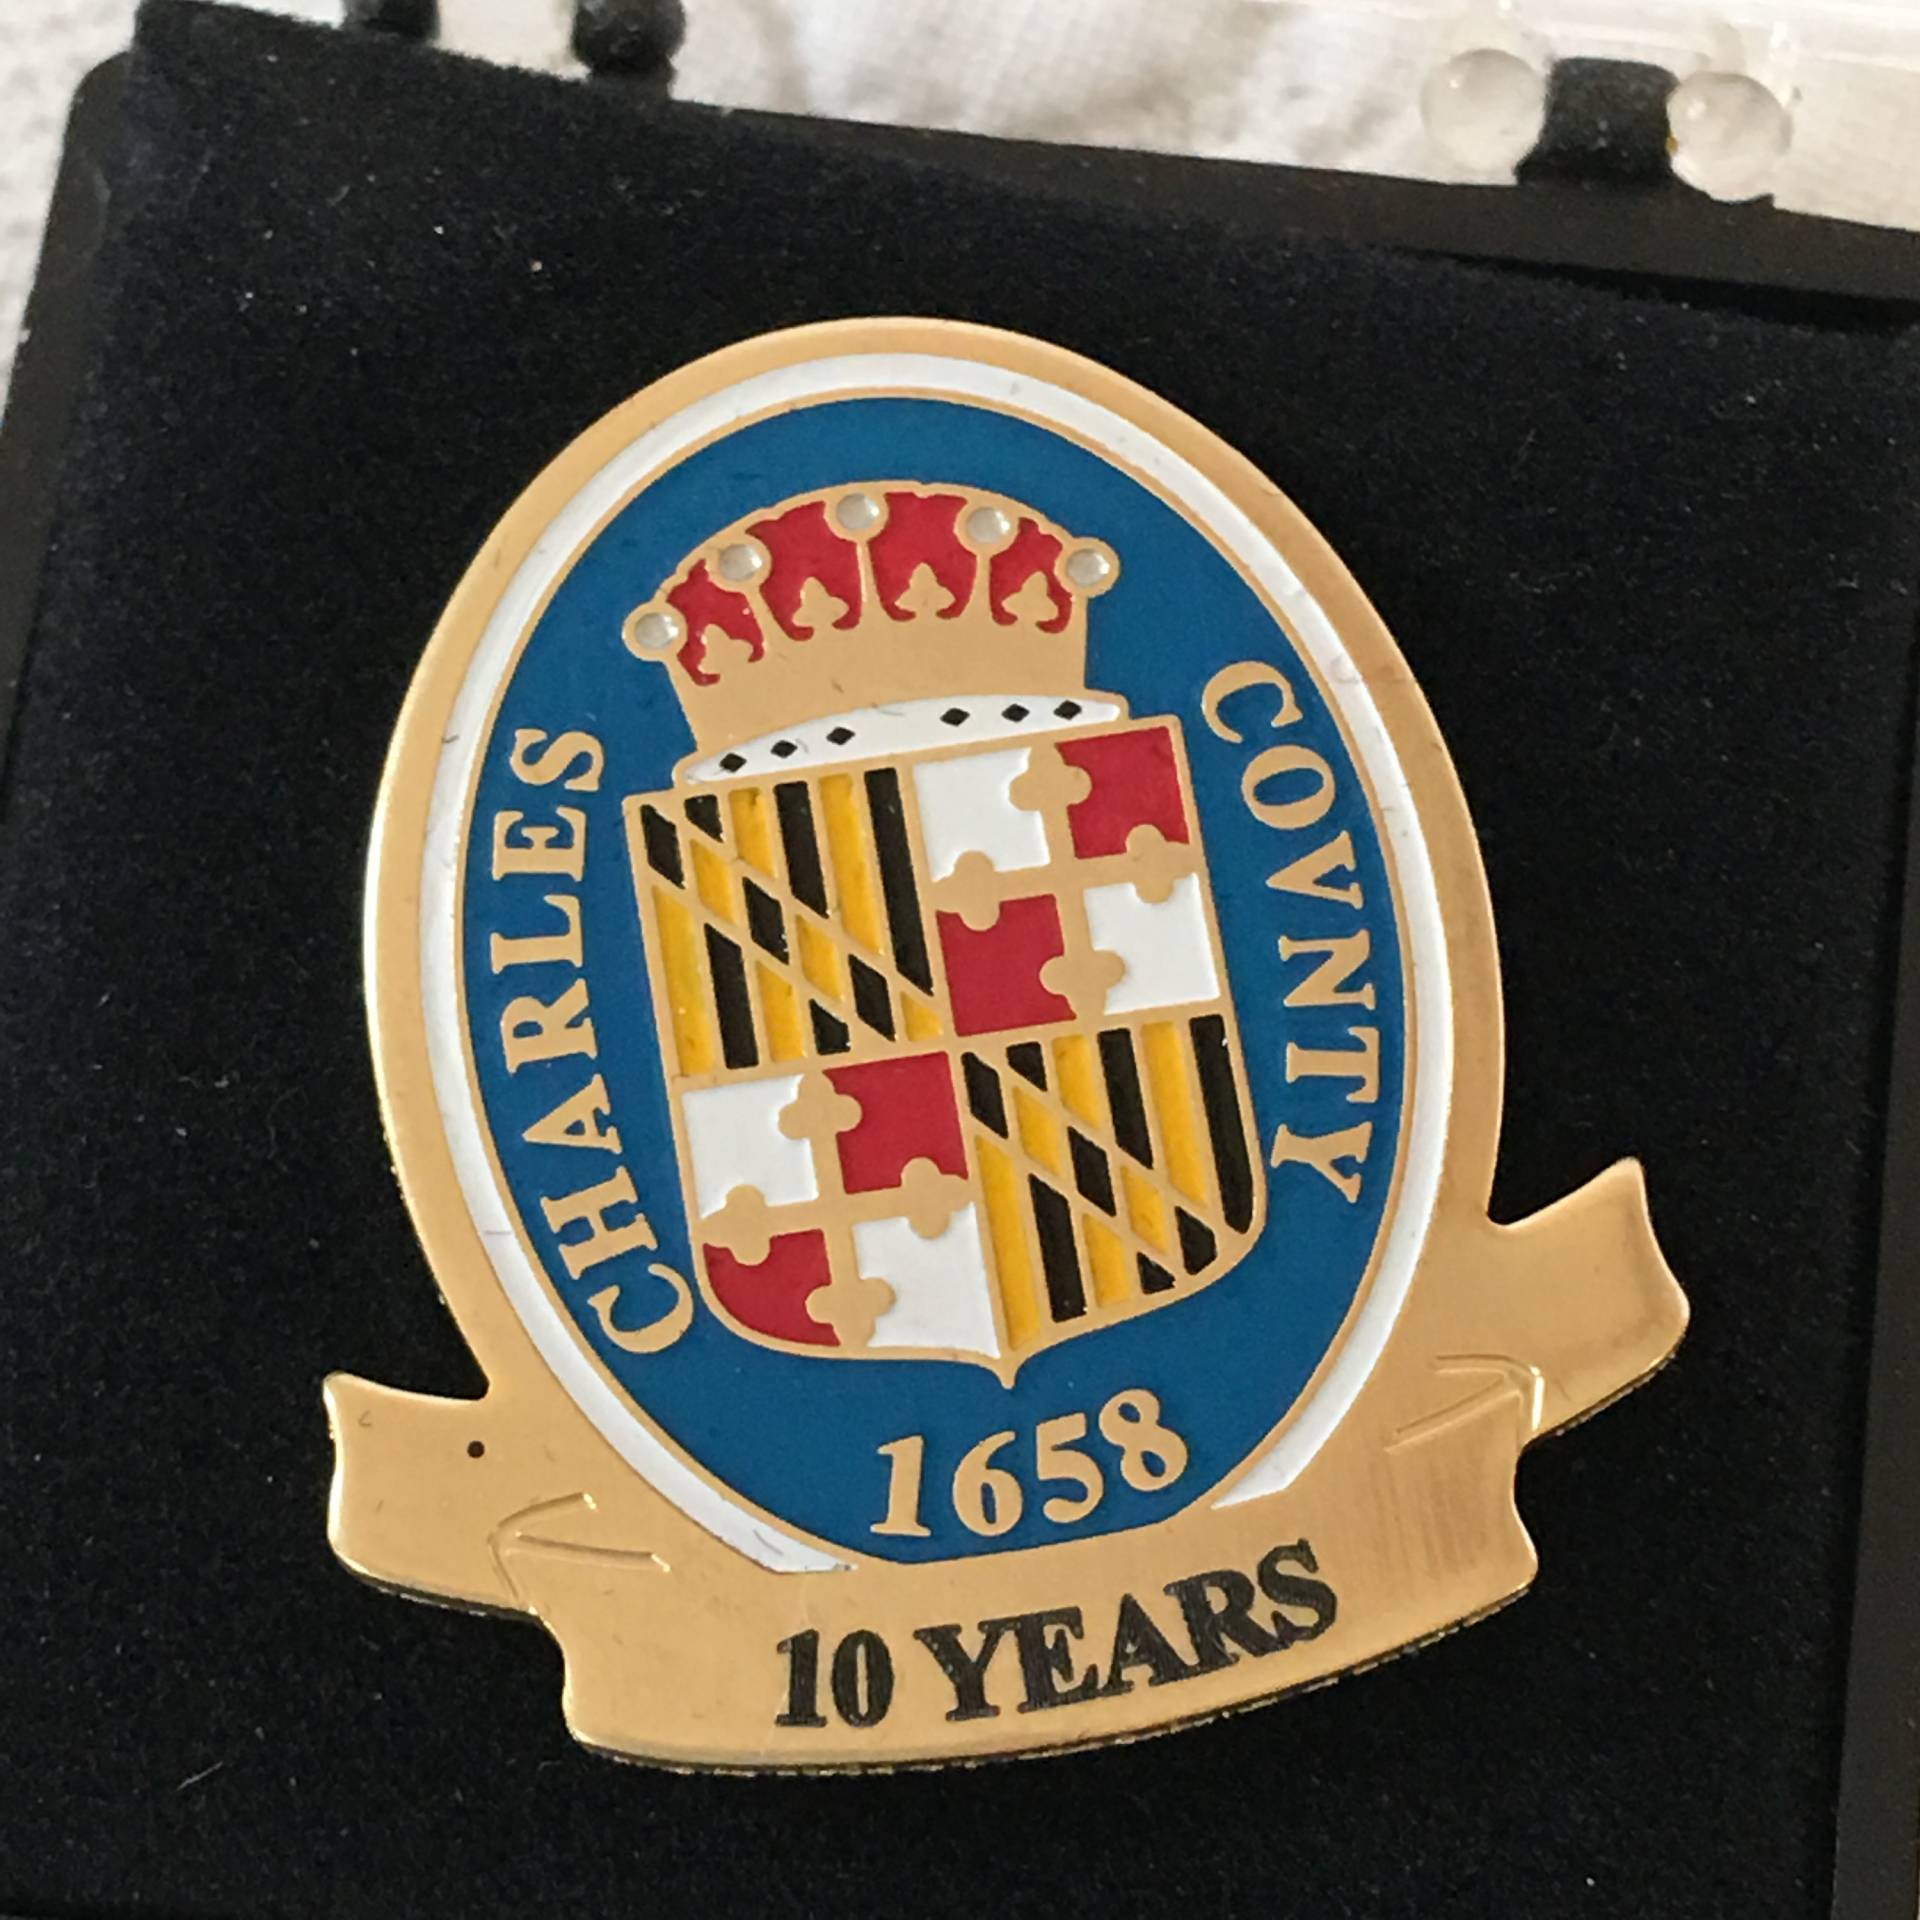 CHARLES
COVNTY
1658
10 YEARS